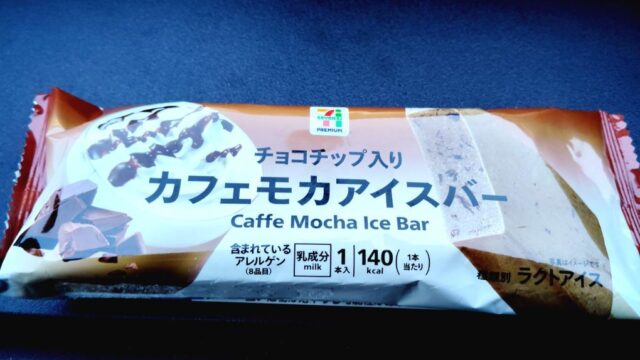 SEVEN
PREMIUM
チョコチップ入り
カフェモカアイスバー
Caffe Mocha Ice Bar
含まれている
アレルゲン
(8品目)
乳成分
milk
1
本入
140
kcal
1本
当たり
写真はイメージです
種類別 ラクトアイス